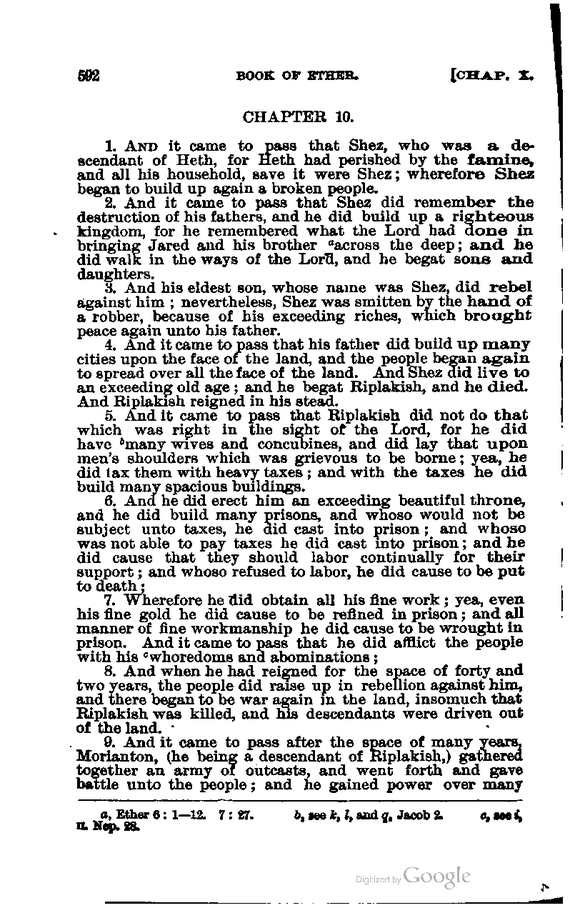 592 BOOK OF ETHER. [CHAP. X.
CHAPTER 10.
1. AND it came to pass that Shez, who was a de-
scendant of Heth, for Heth had perished by the famine,
and all his household, save it were Shez; wherefore Shez
began to build up again a broken people.
2. And it came to pass that Shez did remember the
destruction of his fathers, and he did build up a righteous
kingdom, for he remembered what the Lord had done in
bringing Jared and his brother ᵃacross the deep; and he
did walk in the ways of the Lord, and he begat sons and
daughters.
3. And his eldest son, whose name was Shez, did rebel
against him; nevertheless, Shez was smitten by the hand of
a robber, because of his exceeding riches, which brought
peace again unto his father.
4. And it came to pass that his father did build up many
cities upon the face of the land, and the people began again
to spread over all the face of the land. And Shez did live to
an exceeding old age; and he begat Riplakish, and he died.
And Riplakish reigned in his stead.
5. And it came to pass that Riplakish did not do that
which was right in the sight of the Lord, for he did
have ᵇmany wives and concubines, and did lay that upon
men's shoulders which was grievous to be borne; yea, he
did tax them with heavy taxes; and with the taxes he did
build many spacious buildings.
6. And he did erect him an exceeding beautiful throne,
and he did build many prisons, and whoso would not be
subject unto taxes, he did cast into prison; and whoso
was not able to pay taxes he did cast into prison; and he
did cause that they should labor continually for their
support; and whoso refused to labor, he did cause to be put
to death;
7. Wherefore he did obtain all his fine work; yea, even
his fine gold he did cause to be refined in prison; and all
manner of fine workmanship he did cause to be wrought in
prison. And it came to pass that he did afflict the people
with his ᶜwhoredoms and abominations;
8. And when he had reigned for the space of forty and
two years, the people did raise up in rebellion against him,
and there began to be war again in the land, insomuch that
Riplakish was killed, and his descendants were driven out
of the land.
9. And it came to pass after the space of many years,
Morianton, (he being a descendant of Riplakish,) gathered
together an army of outcasts, and went forth and gave
battle unto the people; and he gained power over many
a, Ether 6: 1—12. 7: 27. b, see k, l, and q, Jacob 2. c, see i,
II. Nep. 28.
Digitized by Google